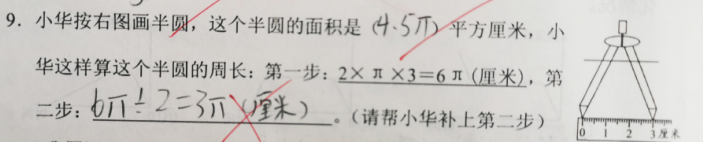 9. 小华按右图画半圆，这个半圆的面积是（4.5π）平方厘米，小
华这样算这个半圆的周长：第一步：2×π×3=6π(厘米)，第
二步：6π÷2=3π（厘米）。（请帮小华补上第二步）
0 1 2 3厘米